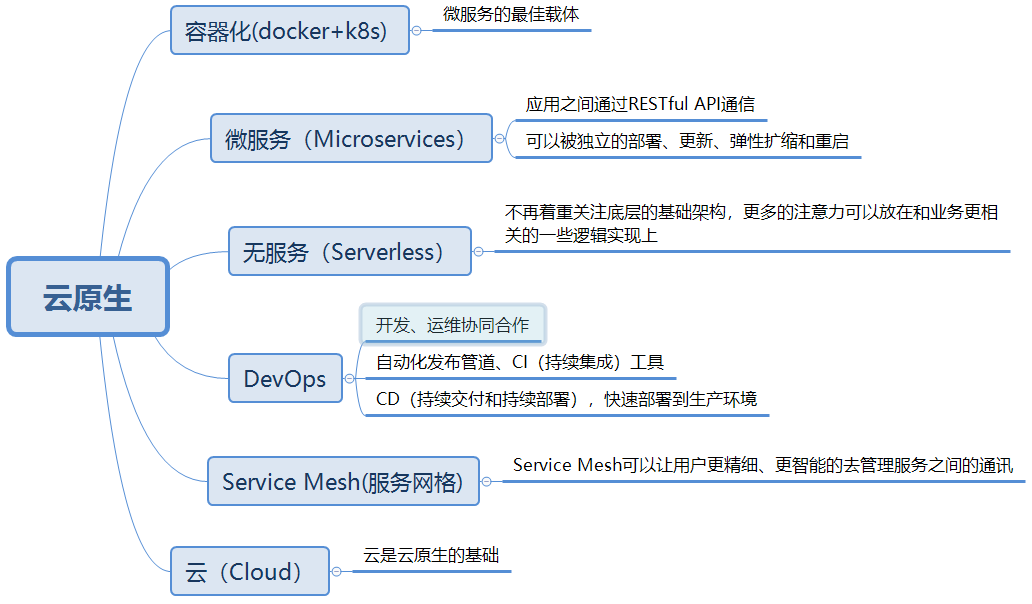 容器化(docker+k8s)
微服务的最佳载体
微服务（Microservices）
应用之间通过RESTful API通信
可以被独立的部署、更新、弹性扩缩和重启
无服务（Serverless）
不再着重关注底层的基础架构，更多的注意力可以放在和业务更相
关的一些逻辑实现上
云原生
DevOps
开发、运维协同合作
自动化发布管道、CI（持续集成）工具
CD（持续交付和持续部署），快速部署到生产环境
Service Mesh(服务网格)
Service Mesh可以让用户更精细、更智能的去管理服务之间的通讯
云（Cloud）
云是云原生的基础